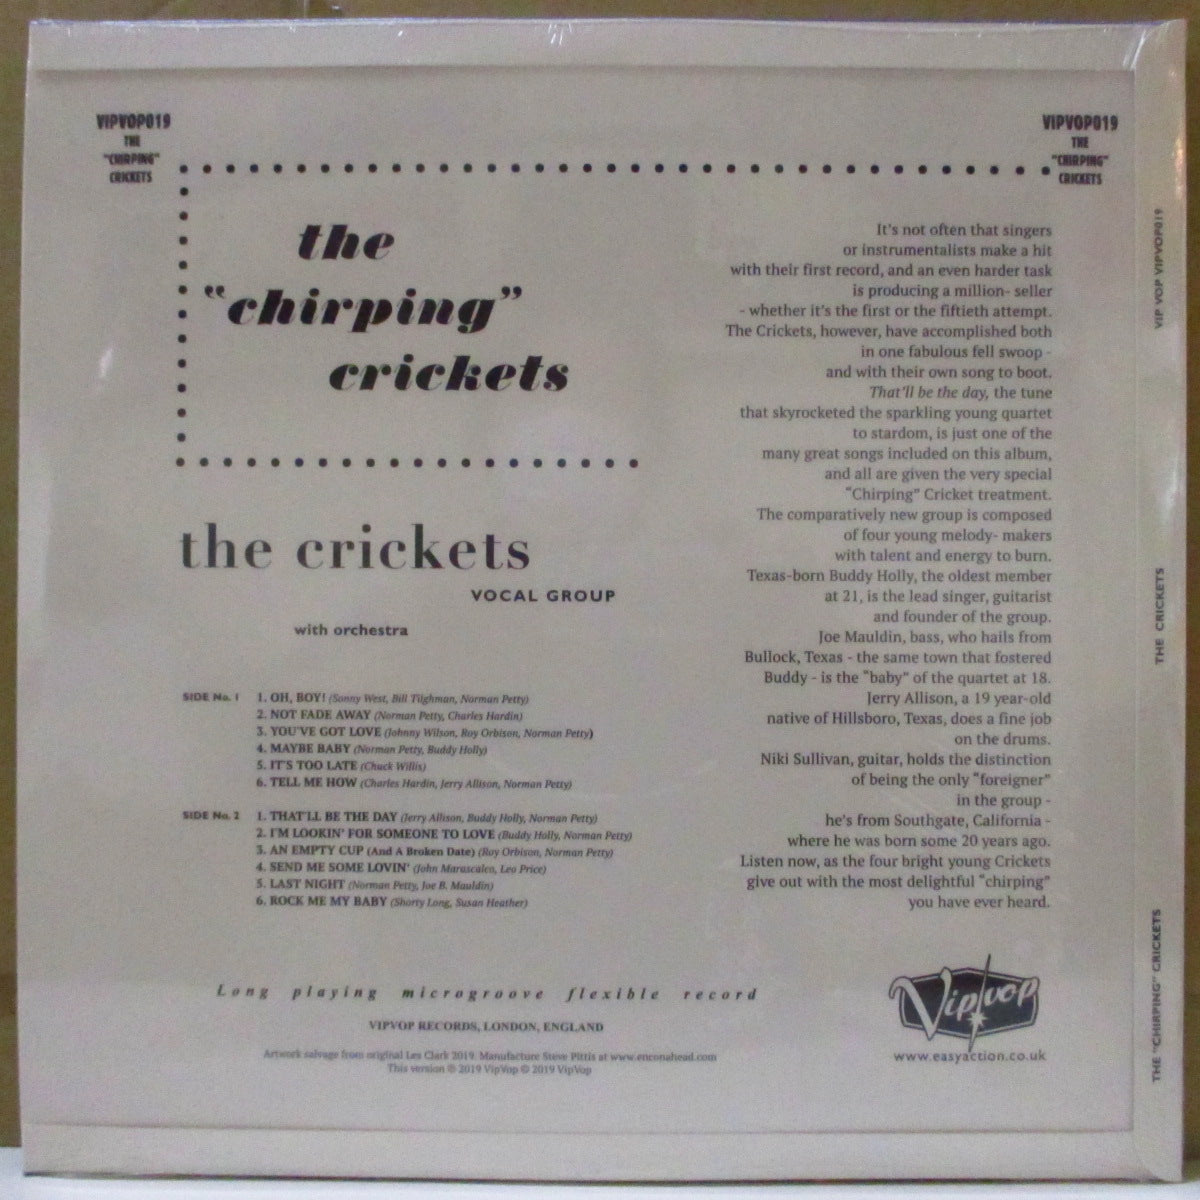 VIPVOP019
THE
"CHIRPING"
CRICKETS
VIPVOP019
THE
"CHIRPING"
CRICKETS
the
“chirping”
crickets
the crickets
VOCAL GROUP
with orchestra
SIDE No. 1
1. OH, BOY! (Sonny West, Bill Tilghman, Norman Petty)
2. NOT FADE AWAY (Norman Petty, Charles Hardin)
3. YOU'VE GOT LOVE (Johnny Wilson, Roy Orbison, Norman Petty)
4. MAYBE BABY (Norman Petty, Buddy Holly)
5. IT'S TOO LATE (Chuck Willis)
6. TELL ME HOW (Charles Hardin, Jerry Allison, Norman Petty)
SIDE No. 2
1. THAT'LL BE THE DAY (Jerry Allison, Buddy Holly, Norman Petty)
2. I'M LOOKIN' FOR SOMEONE TO LOVE (Buddy Holly, Norman Petty)
3. AN EMPTY CUP (And A Broken Date) (Roy Orbison, Norman Petty)
4. SEND ME SOME LOVIN' (John Marascalco, Leo Price)
5. LAST NIGHT (Norman Petty, Joe B. Mauldin)
6. ROCK ME MY BABY (Shorty Long, Susan Heather)
It's not often that singers
or instrumentalists make a hit
with their first record, and an even harder task
is producing a million- seller
- whether it's the first or the fiftieth attempt.
The Crickets, however, have accomplished both
in one fabulous fell swoop -
and with their own song to boot.
That'll be the day, the tune
that skyrocketed the sparkling young quartet
to stardom, is just one of the
many great songs included on this album,
and all are given the very special
“Chirping” Cricket treatment.
The comparatively new group is composed
of four young melody- makers
with talent and energy to burn.
Texas-born Buddy Holly, the oldest member
at 21, is the lead singer, guitarist
and founder of the group.
Joe Mauldin, bass, who hails from
Bullock, Texas - the same town that fostered
Buddy - is the “baby” of the quartet at 18.
Jerry Allison, a 19 year-old
native of Hillsboro, Texas, does a fine job
on the drums.
Niki Sullivan, guitar, holds the distinction
of being the only “foreigner”
in the group -
he's from Southgate, California -
where he was born some 20 years ago.
Listen now, as the four bright young Crickets
give out with the most delightful “chirping”
you have ever heard.
Long playing microgroove flexible record
VIPVOP RECORDS, LONDON, ENGLAND
Artwork salvage from original Les Clark 2019. Manufacture Steve Pittis at www.enconahead.com
This version ℗ 2019 VipVop © 2019 VipVop
Vip vop
www.easyaction.co.uk
VIP VOP VIPVOP019
THE CRICKETS
THE "CHIRPING" CRICKETS